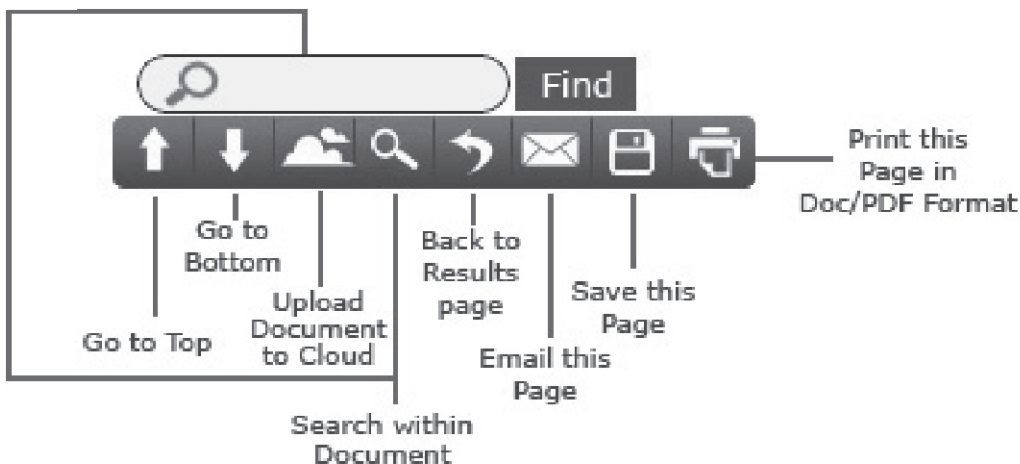 Find
Print this
Page in
Doc/PDF Format
Go to
Bottom
Back to
Results
page
Upload
Document
to Cloud
Save this
Page
Go to Top
Email this
Page
Search within
Document